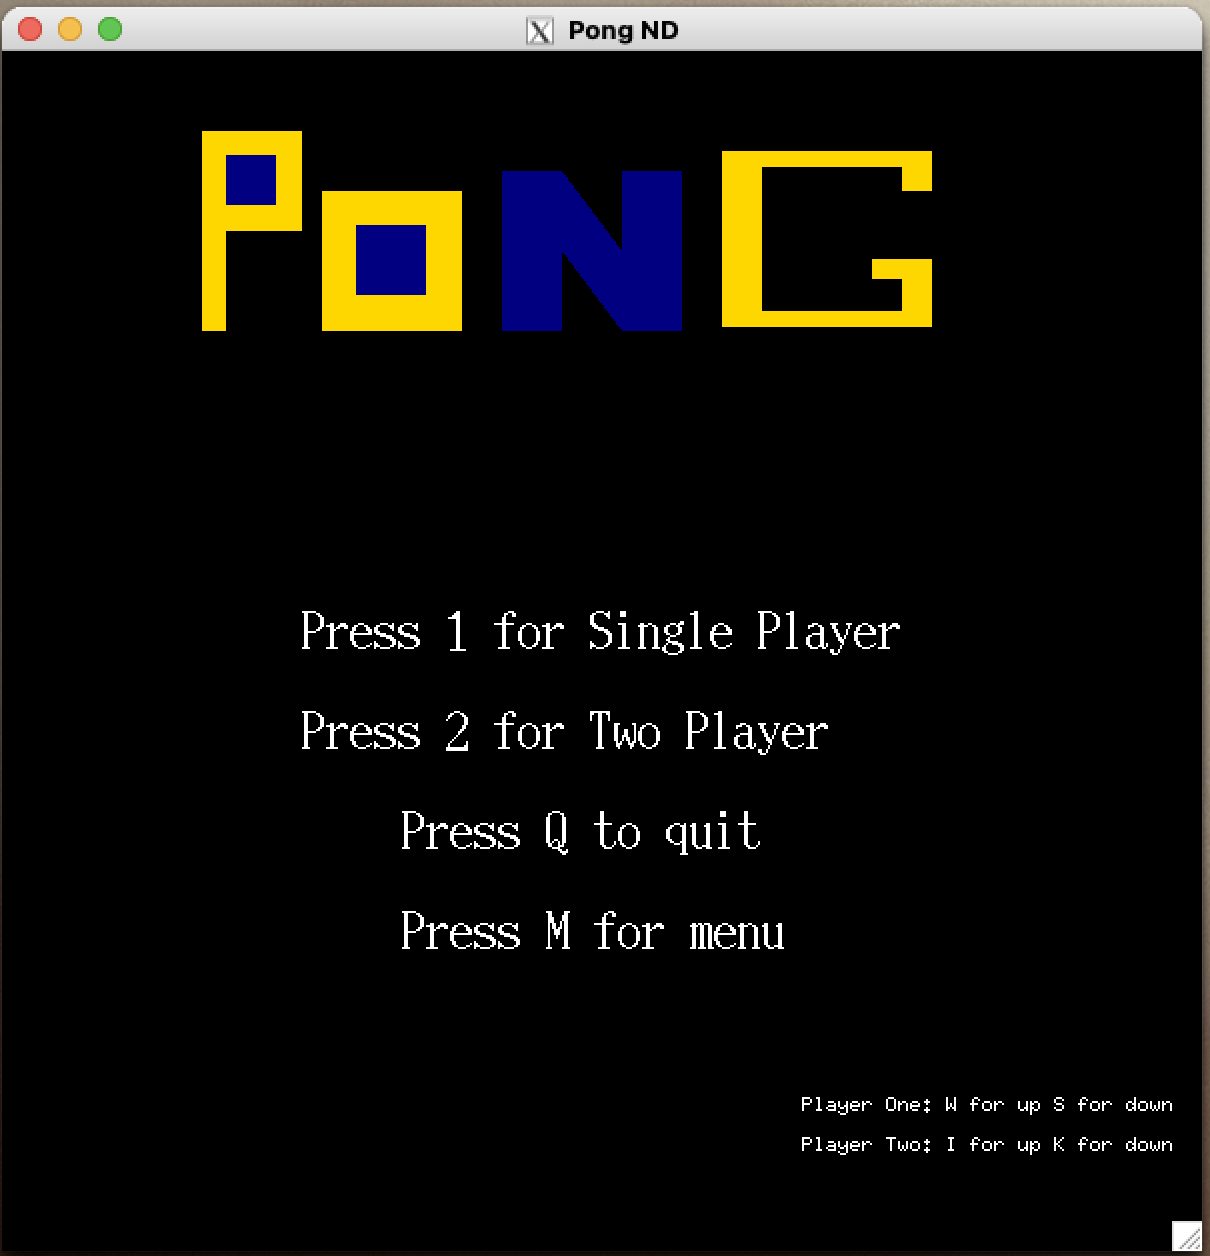 Pong ND
PoNG
Press 1 for Single Player
Press 2 for Two Player
Press Q to quit
Press M for menu
Player One: W for up S for down
Player Two: I for up K for down